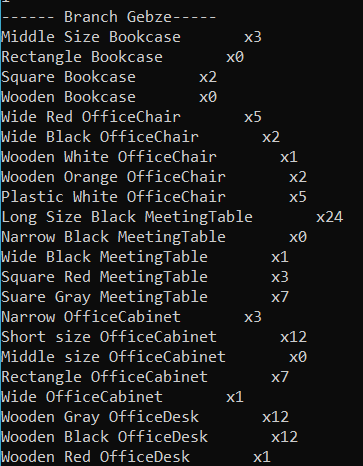 ------ Branch Gebze-----
Middle Size Bookcase x3
Rectangle Bookcase x0
Square Bookcase x2
Wooden Bookcase x0
Wide Red OfficeChair x5
Wide Black OfficeChair x2
Wooden White OfficeChair x1
Wooden Orange OfficeChair x2
Plastic White OfficeChair x5
Long Size Black MeetingTable x24
Narrow Black MeetingTable x0
Wide Black MeetingTable x1
Square Red MeetingTable x3
Suare Gray MeetingTable x7
Narrow OfficeCabinet x3
Short size OfficeCabinet x12
Middle size OfficeCabinet x0
Rectangle OfficeCabinet x7
Wide OfficeCabinet x1
Wooden Gray OfficeDesk x12
Wooden Black OfficeDesk x12
Wooden Red OfficeDesk x1